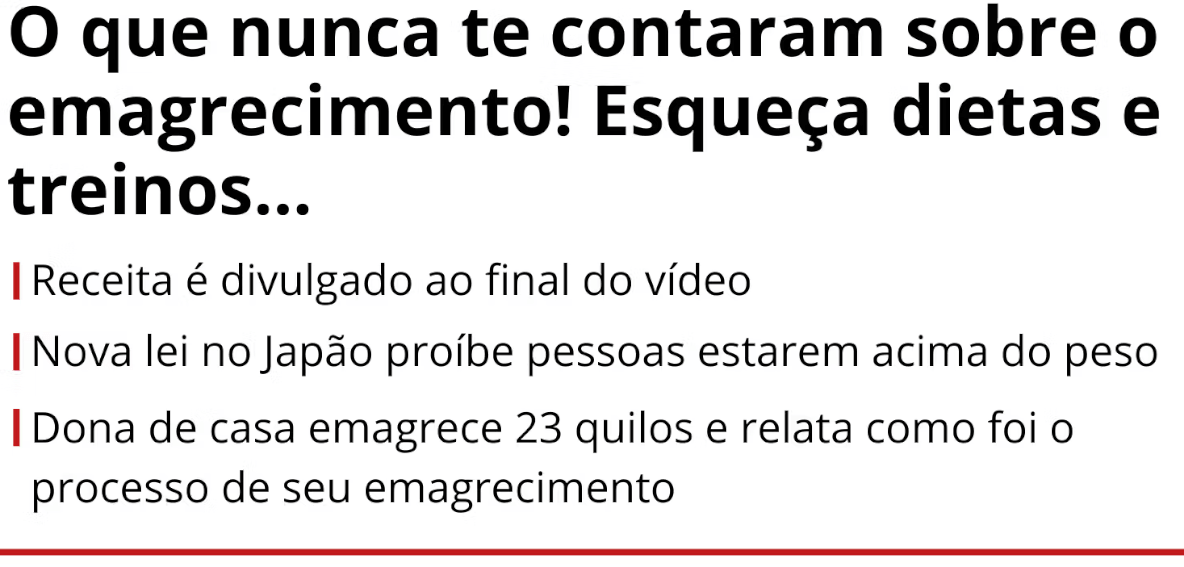 O que nunca te contaram sobre o
emagrecimento! Esqueça dietas e
treinos...
Receita é divulgado ao final do vídeo
Nova lei no Japão proíbe pessoas estarem acima do peso
Dona de casa emagrece 23 quilos e relata como foi o
processo de seu emagrecimento